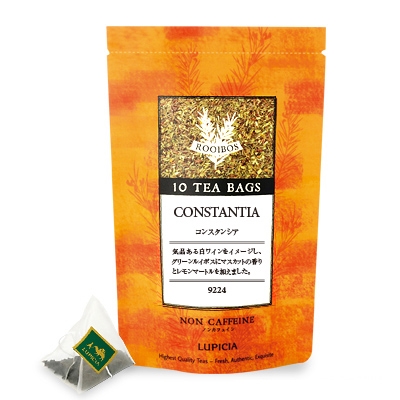 ROOIBOS
10 TEA BAGS
CONSTANTIA
コンスタンシア
気品ある白ワインをイメージし、
グリーンルイボスにマスカットの香り
とレモンマートルを加えました。
9224
NON CAFFEINE
ノンカフェイン
LUPICIA
Highest Quality Teas – Fresh, Authentic, Exquisite
LUPICIA